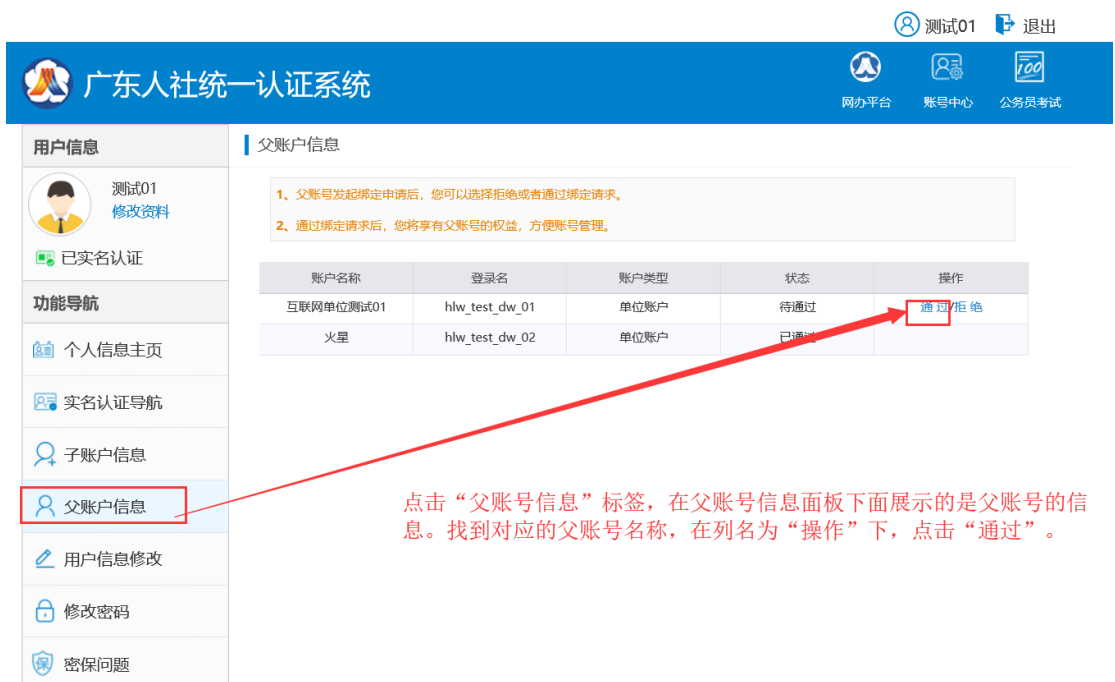 测试01 退出
广东人社统一认证系统
网办平台 账号中心 公务员考试
用户信息
测试01
修改资料
已实名认证
功能导航
个人信息主页
实名认证导航
子账户信息
父账户信息
用户信息修改
修改密码
密保问题
父账户信息
1、父账号发起绑定申请后，您可以选择拒绝或者通过绑定请求。
2、通过绑定请求后，您将享有父账号的权益，方便账号管理。
账户名称 登录名 账户类型 状态 操作
互联网单位测试01 hlw_test_dw_01 单位账户 待通过 通 过/拒 绝
火星 hlw_test_dw_02 单位账户 已通过
点击“父账号信息”标签，在父账号信息面板下面展示的是父账号的信
息。找到对应的父账号名称，在列名为“操作”下，点击“通过”。